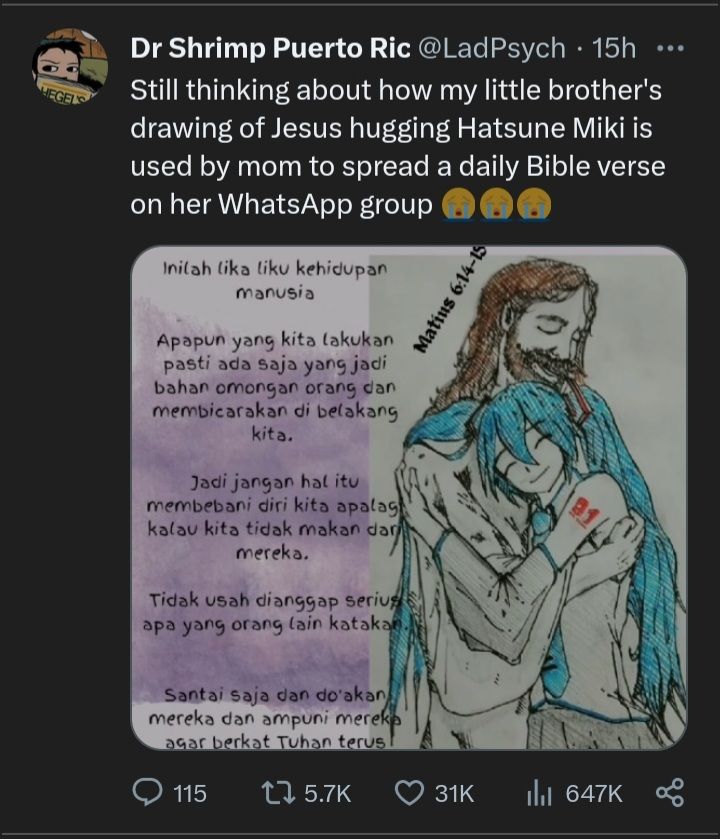 HEGEL'S
Dr Shrimp Puerto Ric @LadPsych · 15h
Still thinking about how my little brother's
drawing of Jesus hugging Hatsune Miki is
used by mom to spread a daily Bible verse
on her WhatsApp group 😭😭😭
Inilah lika liku kehidupan
manusia
Apapun yang kita lakukan
pasti ada saja yang jadi
bahan omongan orang dan
membicarakan di belakang
kita.
Jadi jangan hal itu
membebani diri kita apalag
kalau kita tidak makan dari
mereka.
Tidak usah dianggap serius
apa yang orang lain katakan.
Santai saja dan do'akan
mereka dan ampuni mereka
agar berkat Tuhan terus
Matius 6:14-15
01
115 5.7K 31K 647K